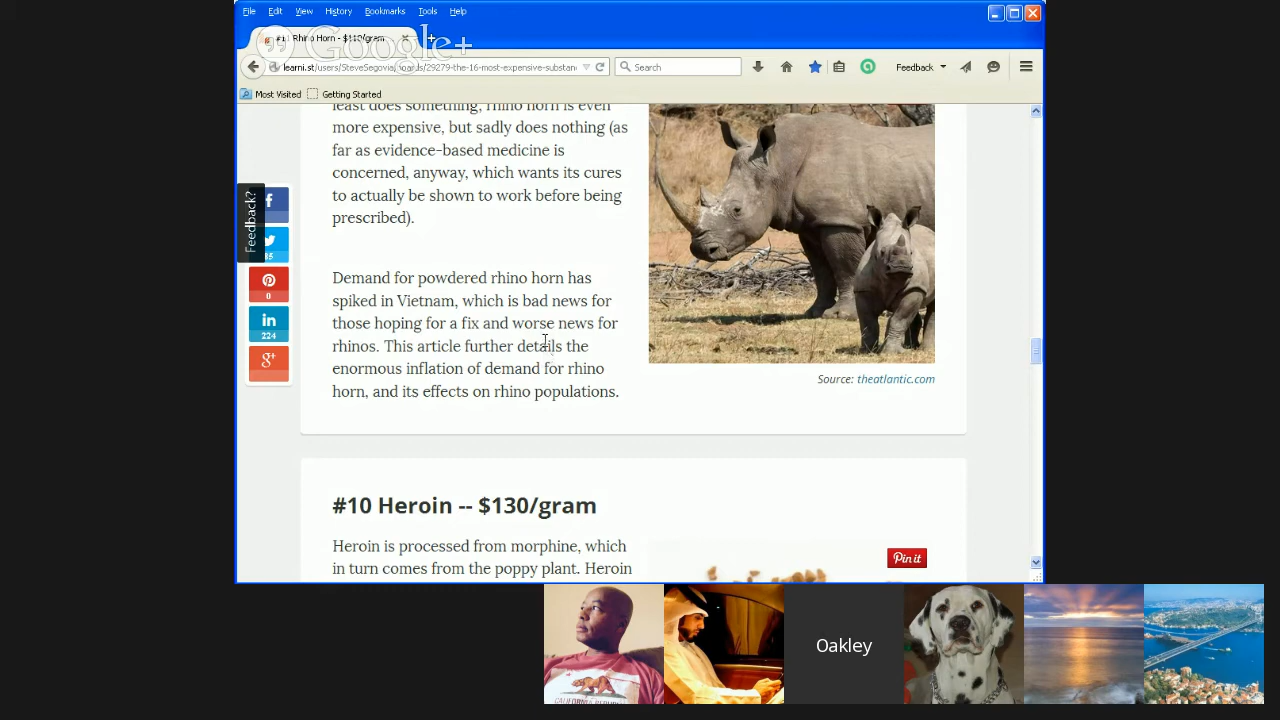 File Edit View History Bookmarks Tools Help
Google+
Rhino Horn - $110/gram
Search
Feedback
Most Visited Getting Started
least does something, rhino horn is even
more expensive, but sadly does nothing (as
far as evidence-based medicine is
concerned, anyway, which wants its cures
to actually be shown to work before being
prescribed).
Demand for powdered rhino horn has
spiked in Vietnam, which is bad news for
those hoping for a fix and worse news for
rhinos. This article further details the
enormous inflation of demand for rhino
horn, and its effects on rhino populations.
Source: theatlantic.com
Feedback?
0
224
g+
#10 Heroin -- $130/gram
Heroin is processed from morphine, which
in turn comes from the poppy plant. Heroin
Pin it
Oakley
CALIFORNIA REPUBLIC